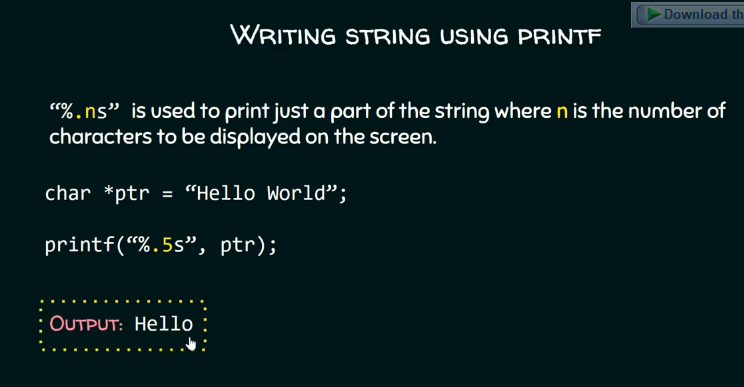 Download th
WRITING STRING USING PRINTF
“%.ns” is used to print just a part of the string where n is the number of
characters to be displayed on the screen.
char *ptr = “Hello World”;
printf(“%.5s”, ptr);
OUTPUT: Hello